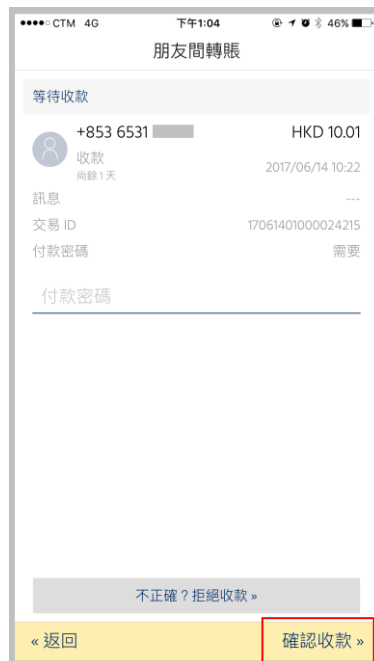 CTM 4G 下午1:04 46%
朋友間轉賬
等待收款
+853 6531 HKD 10.01
收款 2017/06/14 10:22
尚餘1天
訊息 ---
交易 ID 17061401000024215
付款密碼 需要
付款密碼
不正確？拒絕收款 »
« 返回 確認收款 »